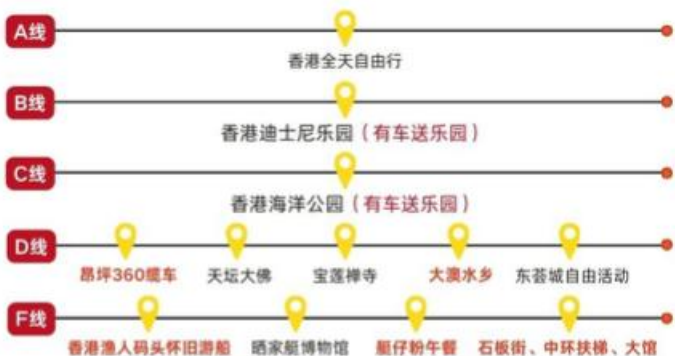 A线
香港全天自由行
B线
香港迪士尼乐园（有车送乐园）
C线
香港海洋公园（有车送乐园）
D线
昂坪360缆车 天坛大佛 宝莲禅寺 大澳水乡 东荟城自由活动
F线
香港渔人码头怀旧游船 晒家艇博物馆 艇仔粉午餐 石板街、中环扶梯、大馆